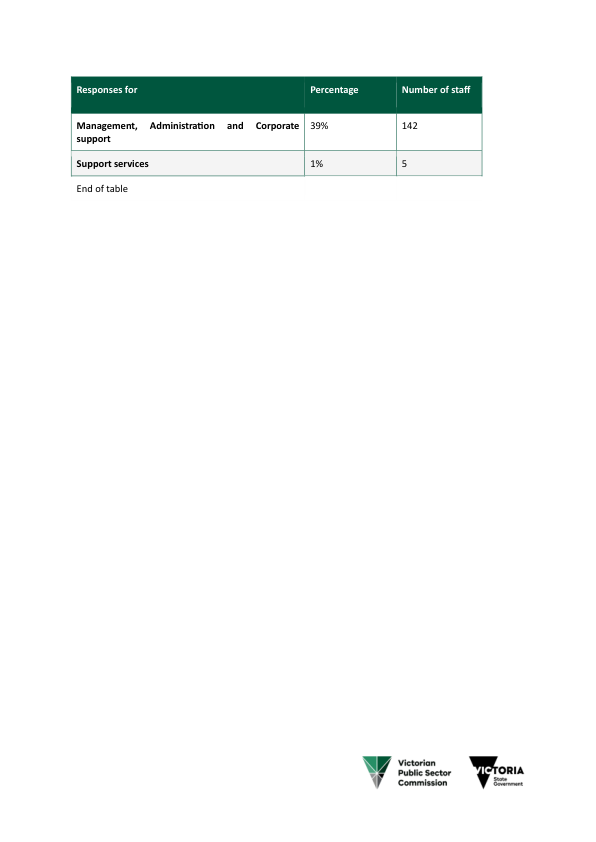 Responses for Percentage Number of staff
Management, Administration and Corporate 39% 142
support
Support services 1% 5
End of table
Victorian
Public Sector
Commission
VICTORIA
State
Government